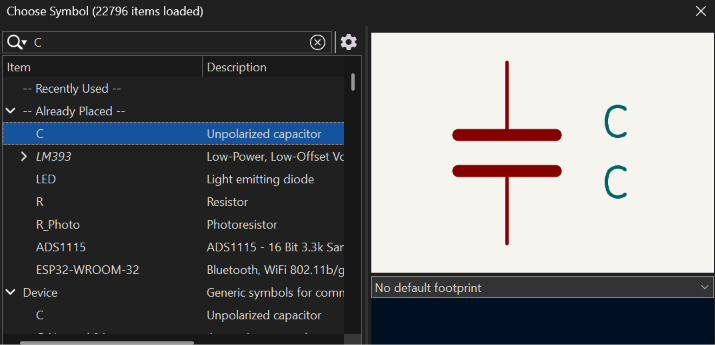 Choose Symbol (22796 items loaded)
C
Item Description
-- Recently Used --
-- Already Placed --
C Unpolarized capacitor
LM393 Low-Power, Low-Offset Vo
LED Light emitting diode
R Resistor
R_Photo Photoresistor
ADS1115 ADS1115 - 16 Bit 3.3k Sar
ESP32-WROOM-32 Bluetooth, WiFi 802.11b/g
Device Generic symbols for comm
C Unpolarized capacitor
C
C
No default footprint